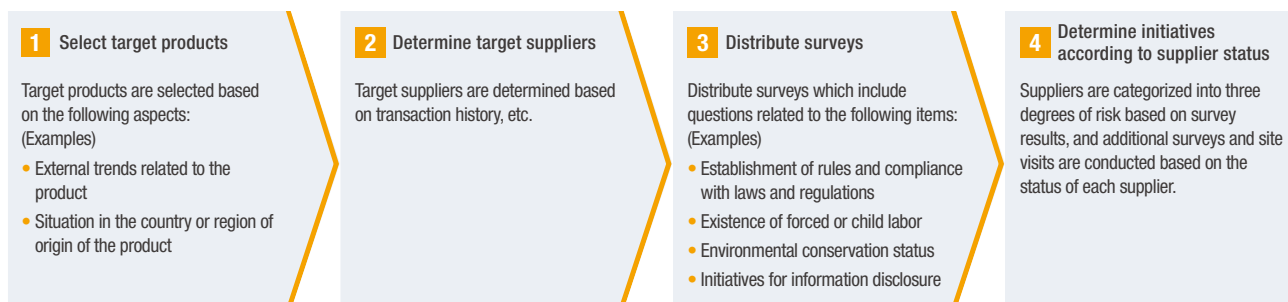 1 Select target products
Target products are selected based
on the following aspects:
(Examples)
• External trends related to the
product
• Situation in the country or region of
origin of the product
2 Determine target suppliers
Target suppliers are determined based
on transaction history, etc.
3 Distribute surveys
Distribute surveys which include
questions related to the following items:
(Examples)
• Establishment of rules and compliance
with laws and regulations
• Existence of forced or child labor
• Environmental conservation status
• Initiatives for information disclosure
4 Determine initiatives
according to supplier status
Suppliers are categorized into three
degrees of risk based on survey
results, and additional surveys and site
visits are conducted based on the
status of each supplier.